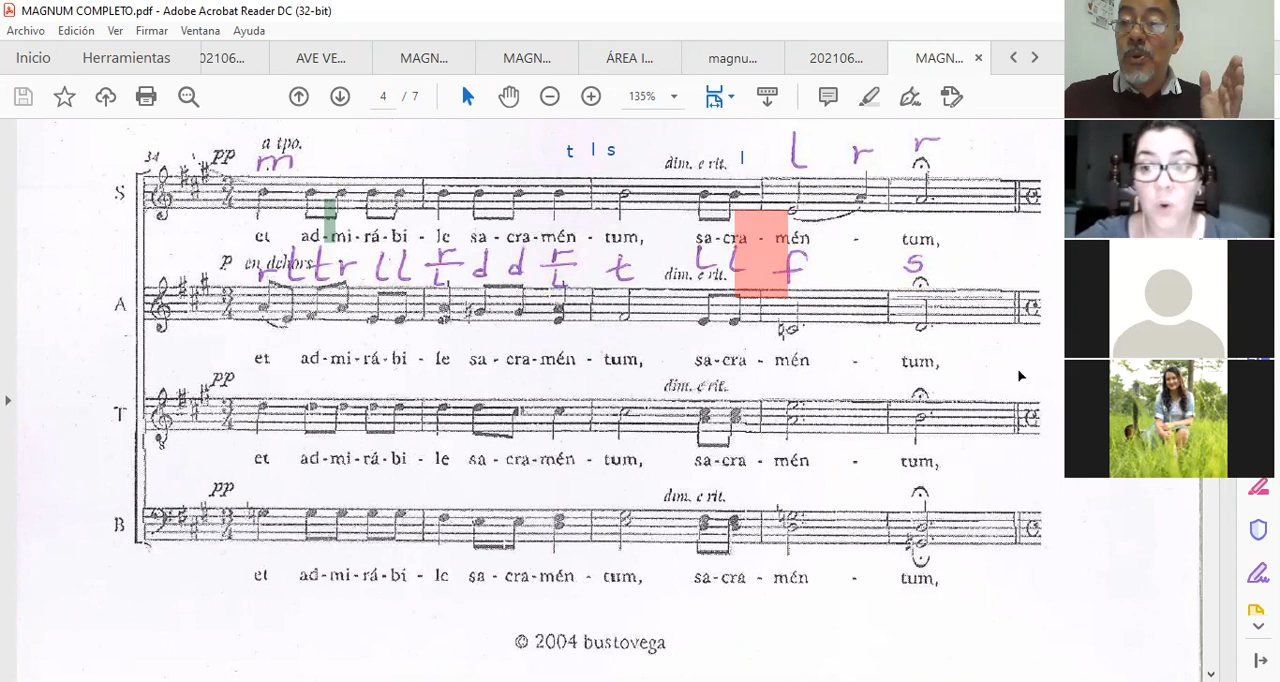 MAGNUM COMPLETO.pdf - Adobe Acrobat Reader DC (32-bit)
Archivo Edición Ver Firmar Ventana Ayuda
Inicio Herramientas 02106... AVE VE... MAGN... MAGN... ÁREA I... magnu... 202106... MAGN... ×
4 / 7 135%
34 pp a tpo. t l s dim. e rit. l l r r
m
S
et ad-mi-rá-bi - le sa - cra-mén - tum, sa-cra - mén - tum,
p en dehors dim. e rit.
r l t r l l r l d d r l t l l f s
A
et ad-mi-rá-bi - le sa - cra-mén - tum, sa-cra - mén - tum,
pp dim. e rit.
T
et ad-mi-rá-bi - le sa - cra-mén - tum, sa-cra - mén - tum,
pp dim. e rit.
B
et ad-mi-rá-bi - le sa - cra-mén - tum, sa-cra - mén - tum,
© 2004 bustovega